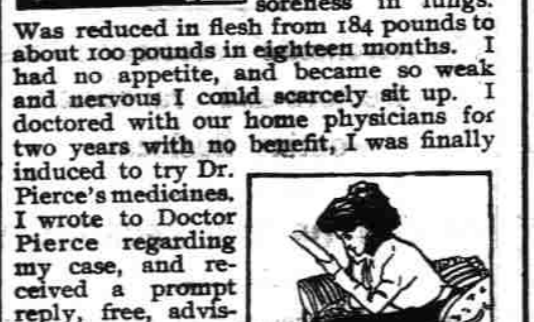 soreness in lungs.
Was reduced in flesh from 184 pounds to
about 100 pounds in eighteen months. I
had no appetite, and became so weak
and nervous I could scarcely sit up. I
doctored with our home physicians for
two years with no benefit, I was finally
induced to try Dr.
Pierce's medicines.
I wrote to Doctor
Pierce regarding
my case, and re-
ceived a prompt
reply, free, advis-